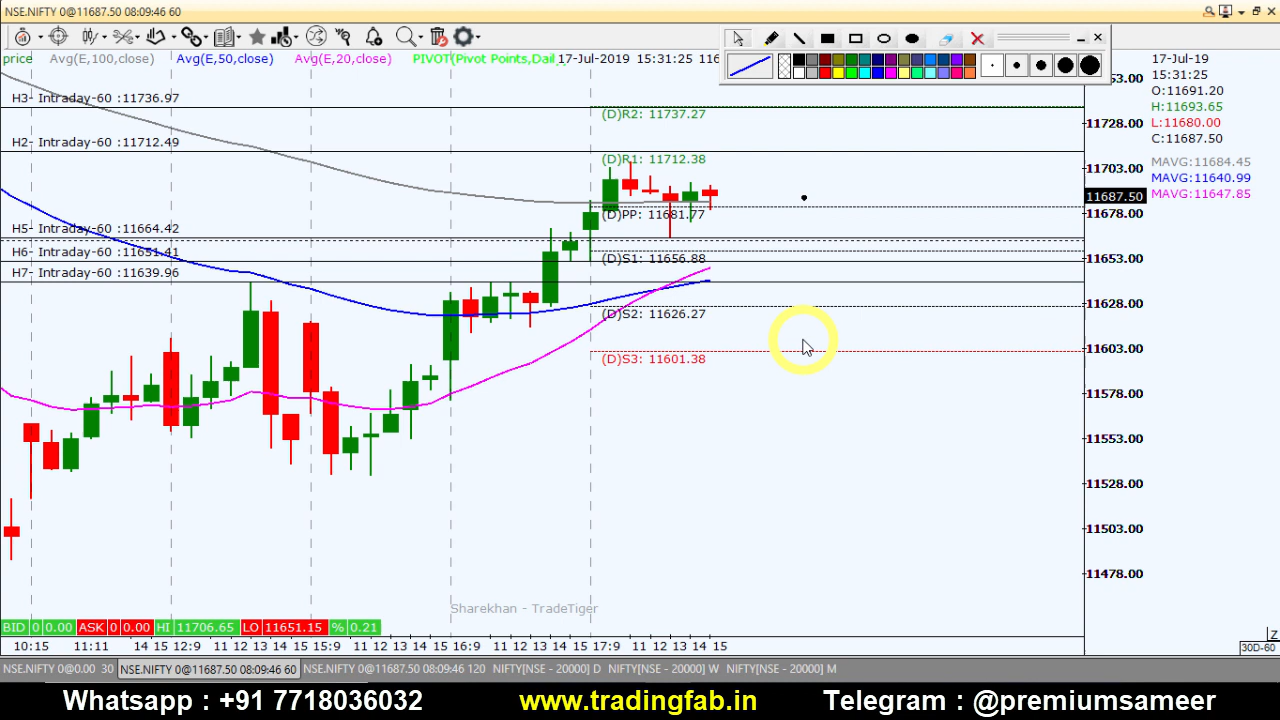 NSE.NIFTY 0@11687.50 08:09:46 60
price Avg(E,100,close) Avg(E,50,close) Avg(E,20,close) PIVOT(Pivot Points,Dail 17-Jul-2019 15:31:25 116
17-Jul-19
15:31:25
O:11691.20
H:11693.65
L:11680.00
C:11687.50
MAVG:11684.45
MAVG:11640.99
MAVG:11647.85
H3- Intraday-60 :11736.97
H2- Intraday-60 :11712.49
H5- Intraday-60 :11664.42
H6- Intraday-60 :11651.41
H7- Intraday-60 :11639.96
(D)R2: 11737.27
(D)R1: 11712.38
(D)PP: 11681.77
(D)S1: 11656.88
(D)S2: 11626.27
(D)S3: 11601.38
11728.00
11703.00
11687.50
11678.00
11653.00
11628.00
11603.00
11578.00
11553.00
11528.00
11503.00
11478.00
Sharekhan - TradeTiger
BID 0 0.00 ASK 0 0.00 HI 11706.65 LO 11651.15 % 0.21
10:15 11:11 14 15 12:9 11 12 13 14 15:9 11 12 13 14 15 16:9 11 12 13 14 15 17:9 11 12 13 14 15
Z
30D-60
NSE.NIFTY 0@0.00 30 NSE.NIFTY 0@11687.50 08:09:46 60 NSE.NIFTY 0@11687.50 08:09:46 120 NIFTY[NSE - 20000] D NIFTY[NSE - 20000] W NIFTY[NSE - 20000] M
Whatsapp : +91 7718036032 www.tradingfab.in Telegram : @premiumsameer